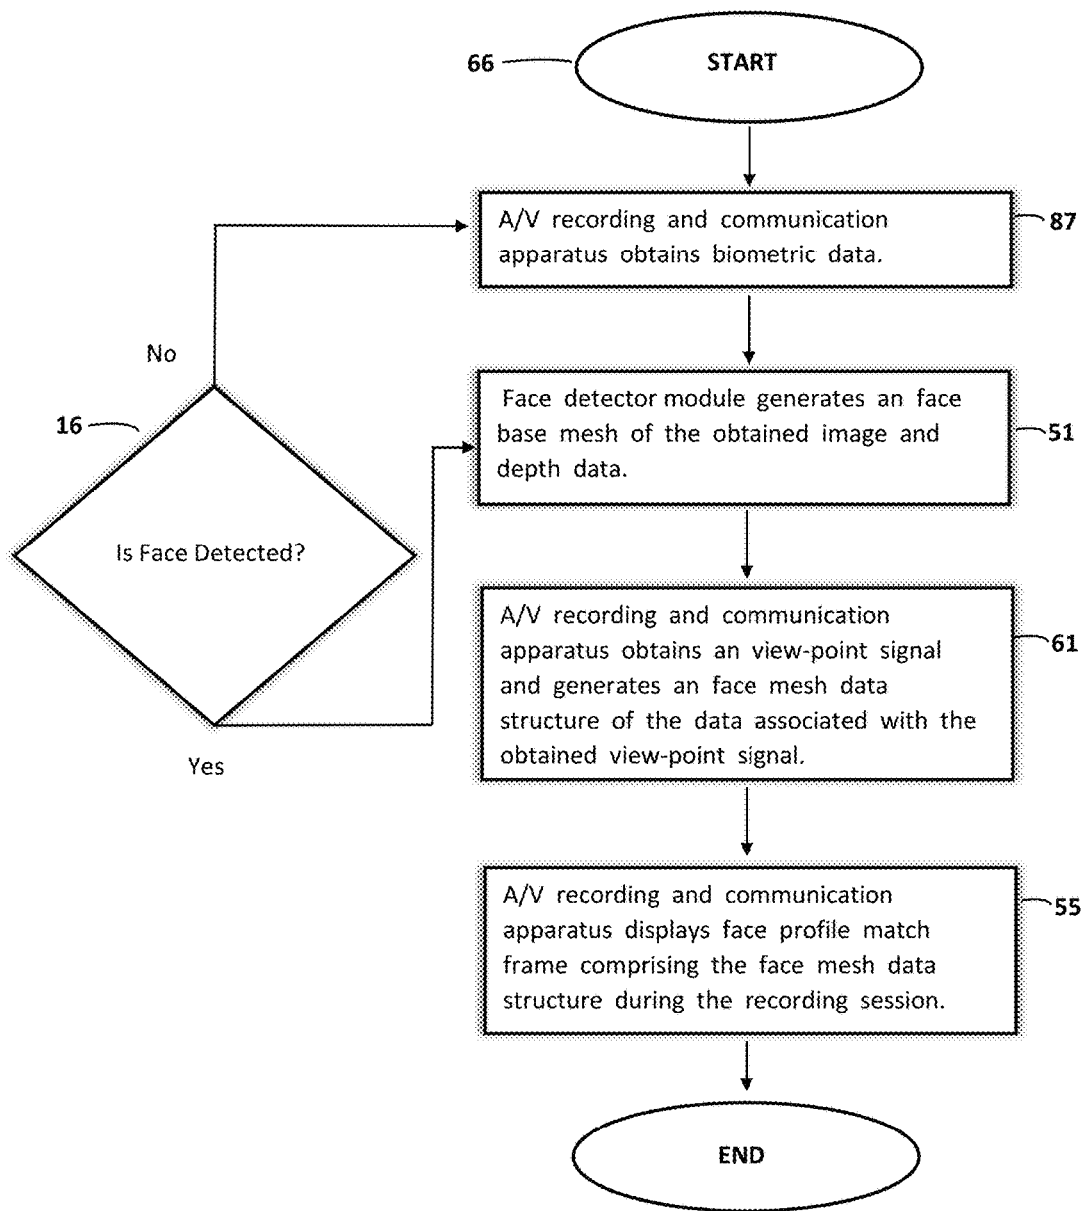 66
START
A/V recording and communication
apparatus obtains biometric data.
87
No
16
Is Face Detected?
Yes
Face detector module generates an face
base mesh of the obtained image and
depth data.
51
A/V recording and communication
apparatus obtains an view-point signal
and generates an face mesh data
structure of the data associated with the
obtained view-point signal.
61
A/V recording and communication
apparatus displays face profile match
frame comprising the face mesh data
structure during the recording session.
55
END